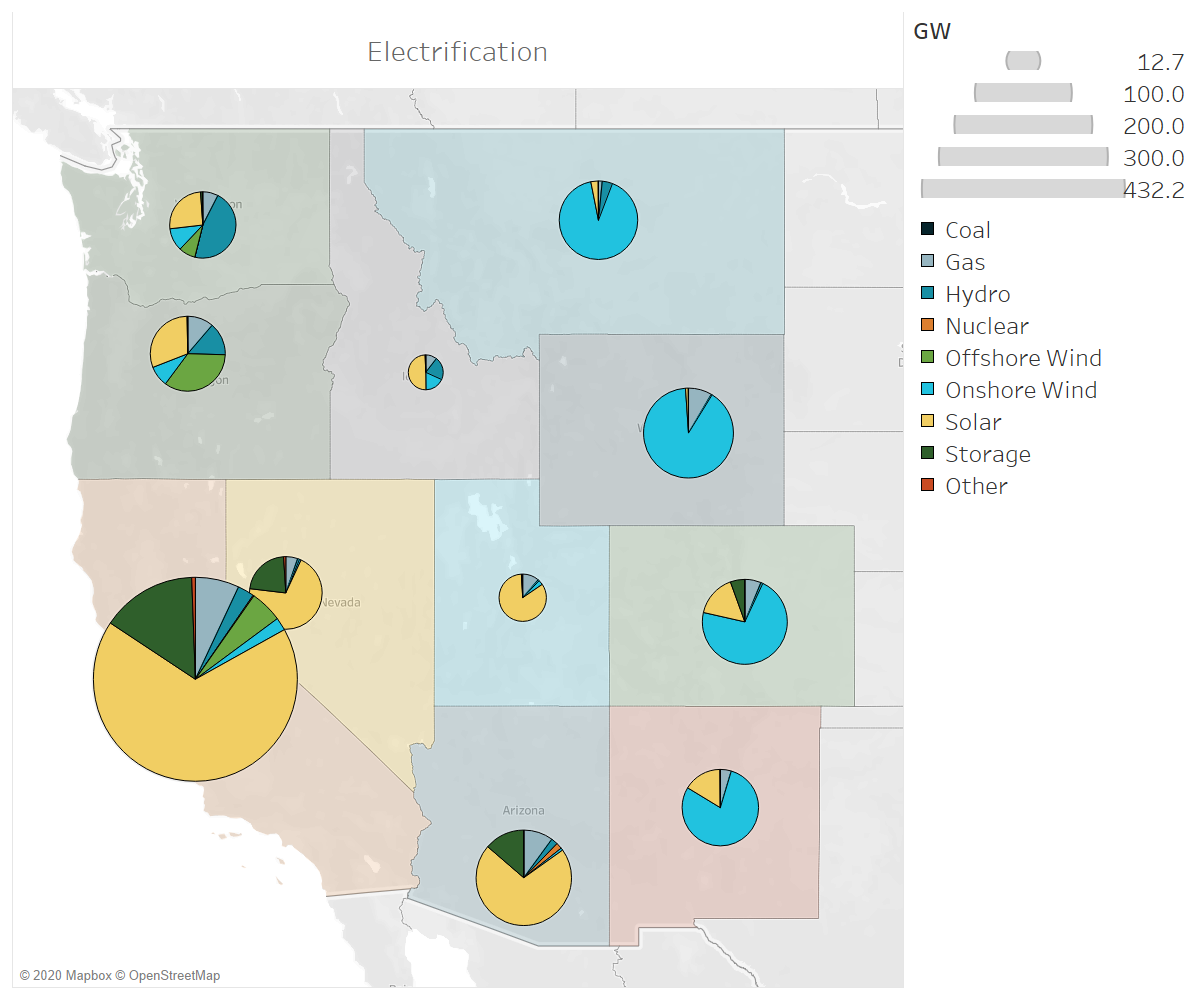 Electrification
GW
12.7
100.0
200.0
300.0
432.2
Coal
Gas
Hydro
Nuclear
Offshore Wind
Onshore Wind
Solar
Storage
Other
Nevada
Arizona
© 2020 Mapbox © OpenStreetMap